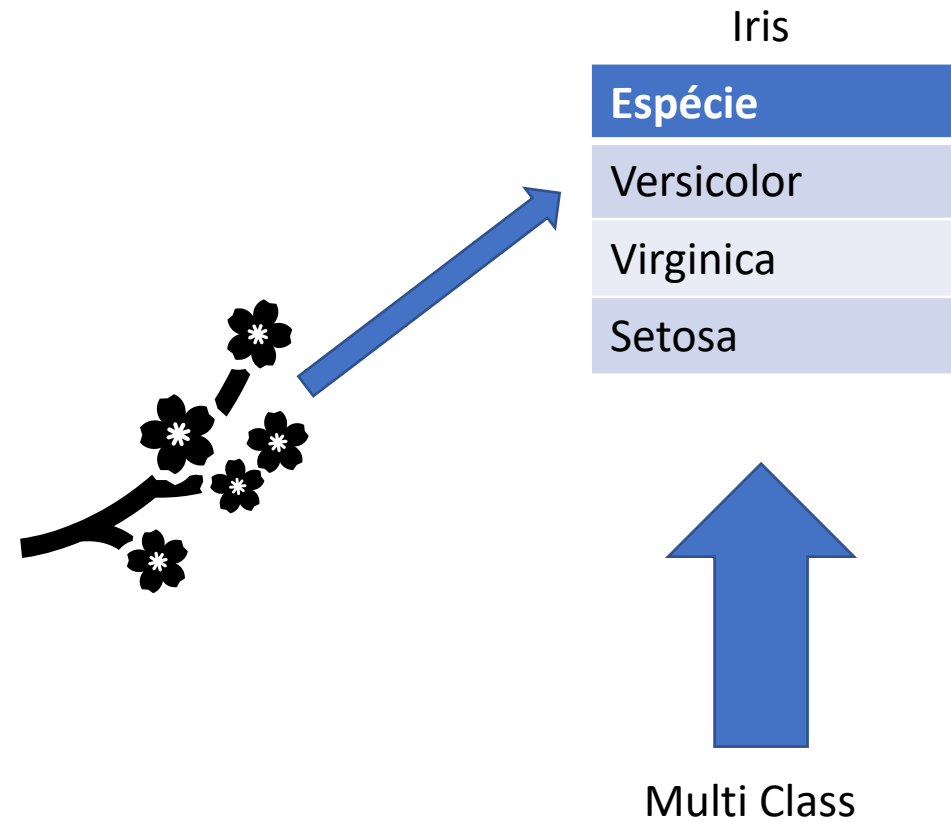 Iris
Espécie
Versicolor
Virginica
Setosa
Multi Class